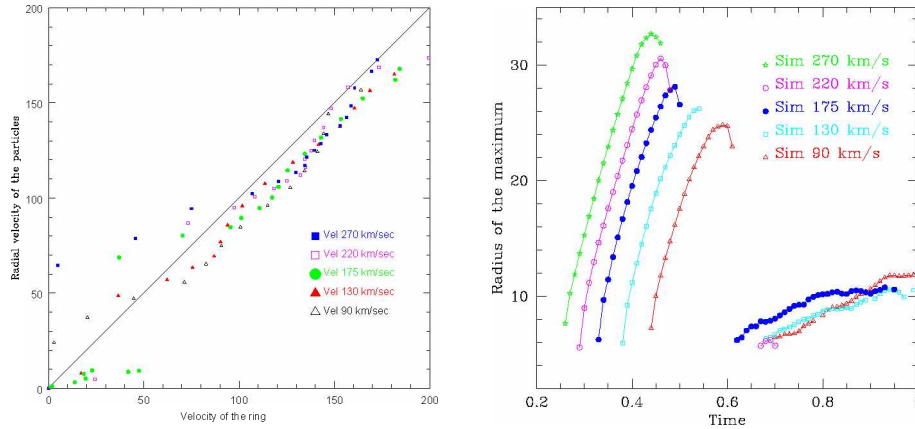 Radial velocity of the particles
200
150
100
50
0
0
50
100
150
200
Velocity of the ring
Vel 270 km/sec
Vel 220 km/sec
Vel 175 km/sec
Vel 130 km/sec
Vel 90 km/sec
Radius of the maximum
30
20
10
0.2
0.4
0.6
0.8
Time
Sim 270 km/s
Sim 220 km/s
Sim 175 km/s
Sim 130 km/s
Sim 90 km/s